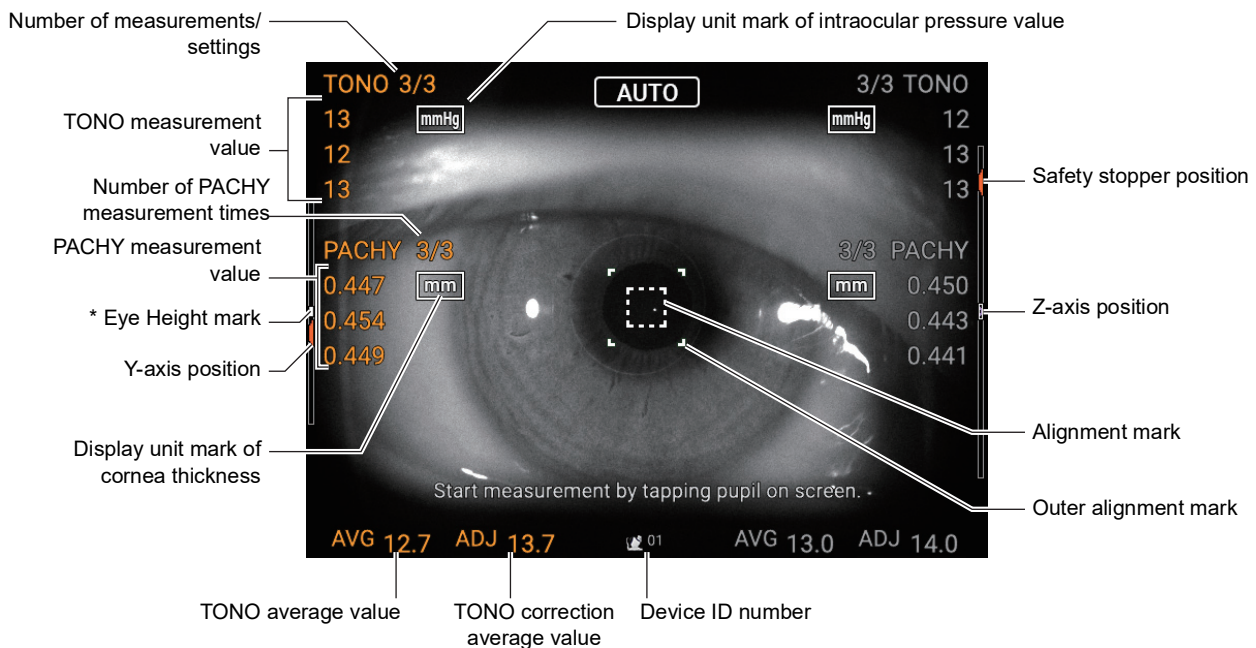 Number of measurements/
settings
Display unit mark of intraocular pressure value
TONO 3/3
AUTO
3/3 TONO
TONO measurement
value
13
mmHg
mmHg
12
12
13
13
13
Safety stopper position
Number of PACHY
measurement times
PACHY measurement
value
PACHY 3/3
3/3 PACHY
0.447
mm
mm
0.450
0.454
0.443
0.449
0.441
* Eye Height mark
Z-axis position
Y-axis position
Alignment mark
Display unit mark of
cornea thickness
Start measurement by tapping pupil on screen.
Outer alignment mark
AVG 12.7 ADJ 13.7
01
AVG 13.0 ADJ 14.0
TONO average value
TONO correction
average value
Device ID number